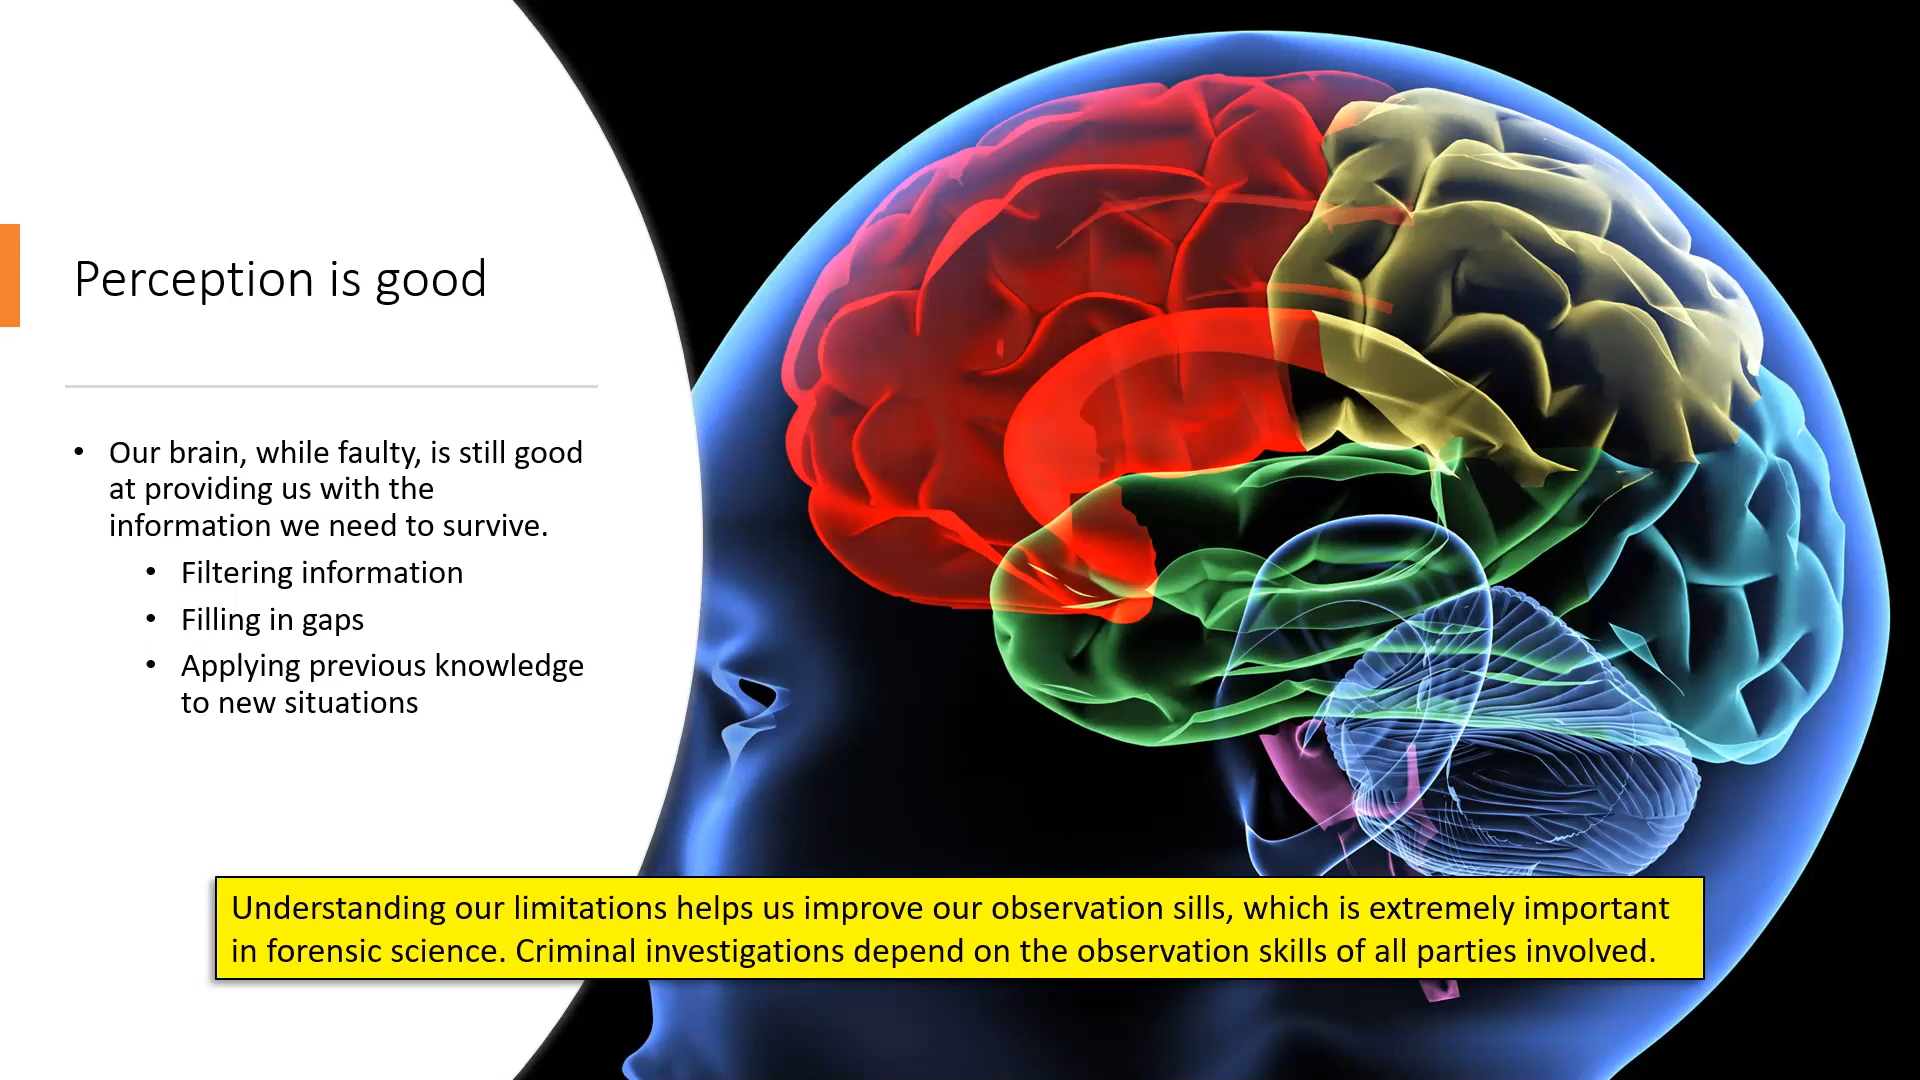 Perception is good
• Our brain, while faulty, is still good
at providing us with the
information we need to survive.
• Filtering information
• Filling in gaps
• Applying previous knowledge
to new situations
Understanding our limitations helps us improve our observation sills, which is extremely important
in forensic science. Criminal investigations depend on the observation skills of all parties involved.